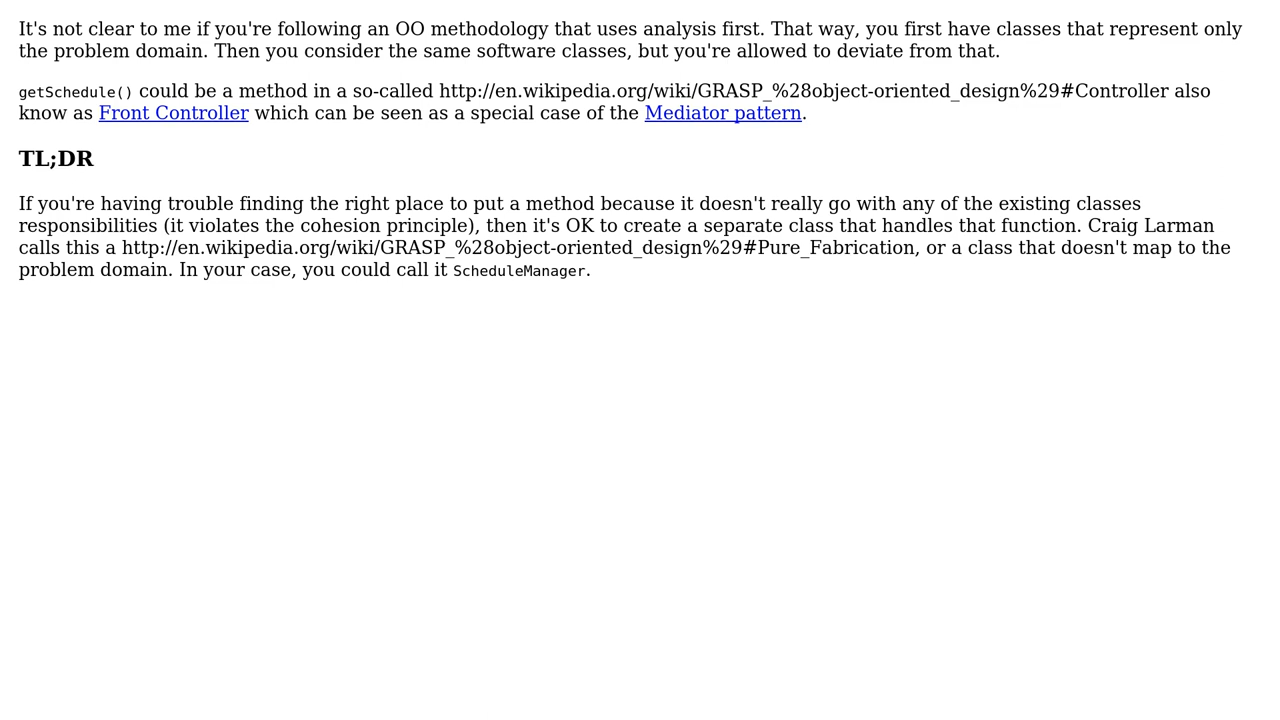 It's not clear to me if you're following an OO methodology that uses analysis first. That way, you first have classes that represent only
the problem domain. Then you consider the same software classes, but you're allowed to deviate from that.
getSchedule() could be a method in a so-called http://en.wikipedia.org/wiki/GRASP_%28object-oriented_design%29#Controller also
know as Front Controller which can be seen as a special case of the Mediator pattern.
TL;DR
If you're having trouble finding the right place to put a method because it doesn't really go with any of the existing classes
responsibilities (it violates the cohesion principle), then it's OK to create a separate class that handles that function. Craig Larman
calls this a http://en.wikipedia.org/wiki/GRASP_%28object-oriented_design%29#Pure_Fabrication, or a class that doesn't map to the
problem domain. In your case, you could call it ScheduleManager.